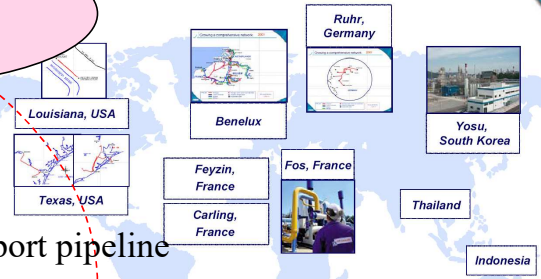 Ruhr,
Germany
Louisiana, USA
Benelux
Yosu,
South Korea
Texas, USA
Feyzin,
France
Fos, France
Carling,
France
Thailand
port pipeline
Indonesia